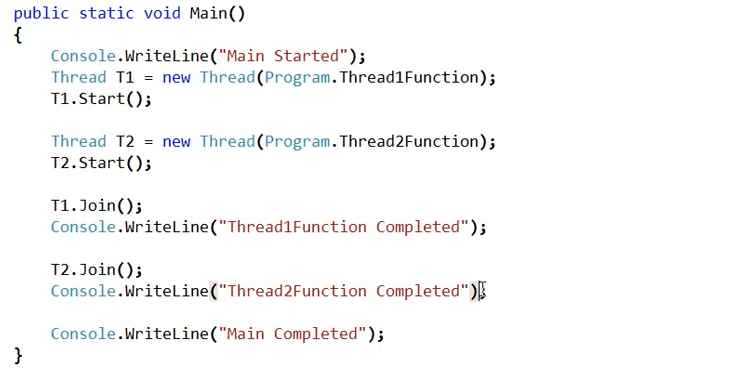 public static void Main()
{
Console.WriteLine("Main Started");
Thread T1 = new Thread(Program.Thread1Function);
T1.Start();
Thread T2 = new Thread(Program.Thread2Function);
T2.Start();
T1.Join();
Console.WriteLine("Thread1Function Completed");
T2.Join();
Console.WriteLine("Thread2Function Completed");
Console.WriteLine("Main Completed");
}